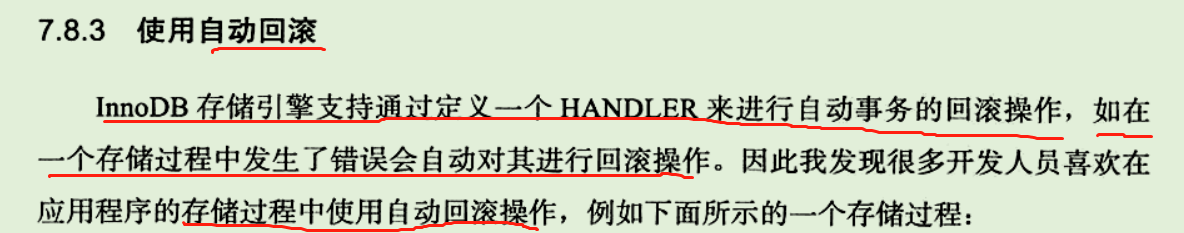 7.8.3 使用自动回滚
InnoDB 存储引擎支持通过定义一个 HANDLER 来进行自动事务的回滚操作，如在
一个存储过程中发生了错误会自动对其进行回滚操作。因此我发现很多开发人员喜欢在
应用程序的存储过程中使用自动回滚操作，例如下面所示的一个存储过程：